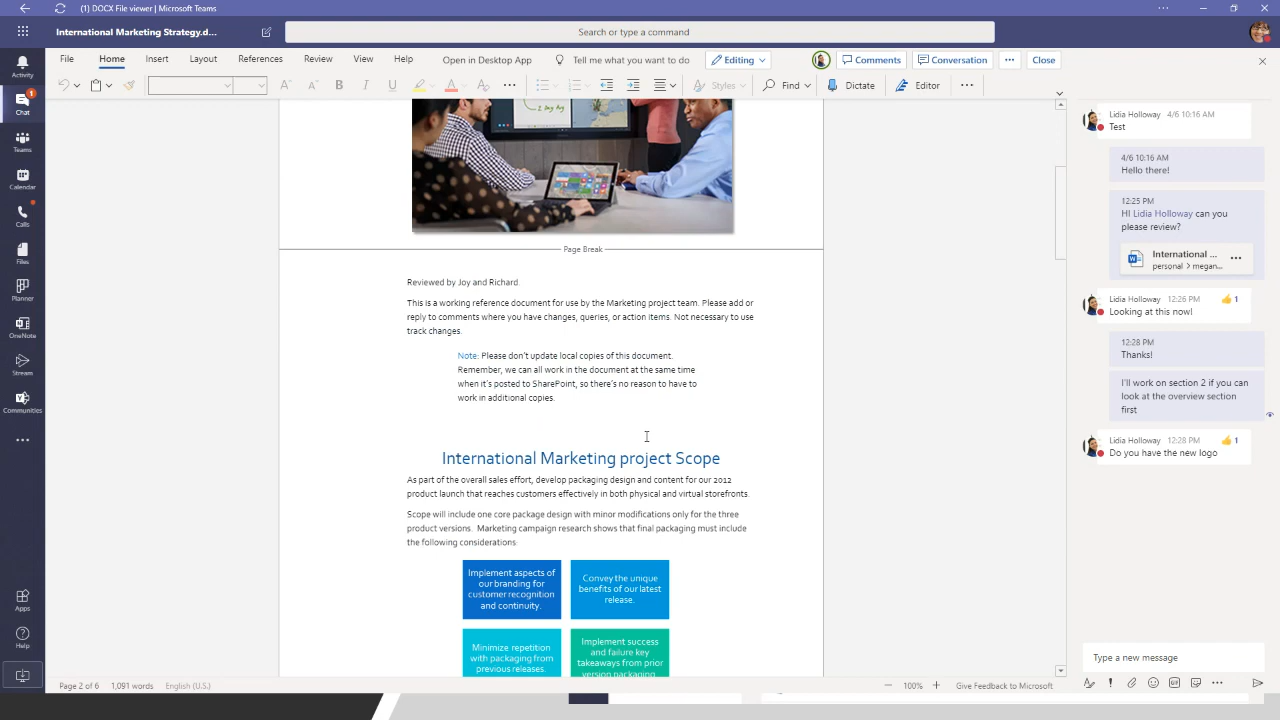 (1) DOCX File viewer | Microsoft Teams
International Marketing Strategy.d...
Search or type a command
File
Home
Insert
Layout
References
Review
View
Help
Open in Desktop App
Tell me what you want to do
Editing
Comments
Conversation
Close
Styles
Find
Dictate
Editor
Activity
1
Chat
Teams
Calendar
Calls
Files
Planner
OneNote
Stream
Communities
Apps
Help
Page Break
Reviewed by Joy and Richard.
This is a working reference document for use by the Marketing project team. Please add or
reply to comments where you have changes, queries, or action items. Not necessary to use
track changes.
Note: Please don't update local copies of this document.
Remember, we can all work in the document at the same time
when it's posted to SharePoint, so there's no reason to have to
work in additional copies.
International Marketing project Scope
As part of the overall sales effort, develop packaging design and content for our 2012
product launch that reaches customers effectively in both physical and virtual storefronts.
Scope will include one core package design with minor modifications only for the three
product versions. Marketing campaign research shows that final packaging must include
the following considerations:
Implement aspects of
our branding for
customer recognition
and continuity.
Convey the unique
benefits of our latest
release.
Minimize repetition
with packaging from
previous releases.
Implement success
and failure key
takeaways from prior
version packaging
Page 2 of 6
1,091 words
English (U.S.)
100%
Give Feedback to Microsoft
Lidia Holloway 4/6 10:16 AM
Test
4/6 10:16 AM
Hello there!
12:25 PM
HI Lidia Holloway can you
please review?
International ...
personal > megan...
Lidia Holloway 12:26 PM 1
Looking at this now!
12:28 PM
Thanks!
I'll work on section 2 if you can
look at the overview section
first
Lidia Holloway 12:28 PM 1
Do you have the new logo
Type a new message